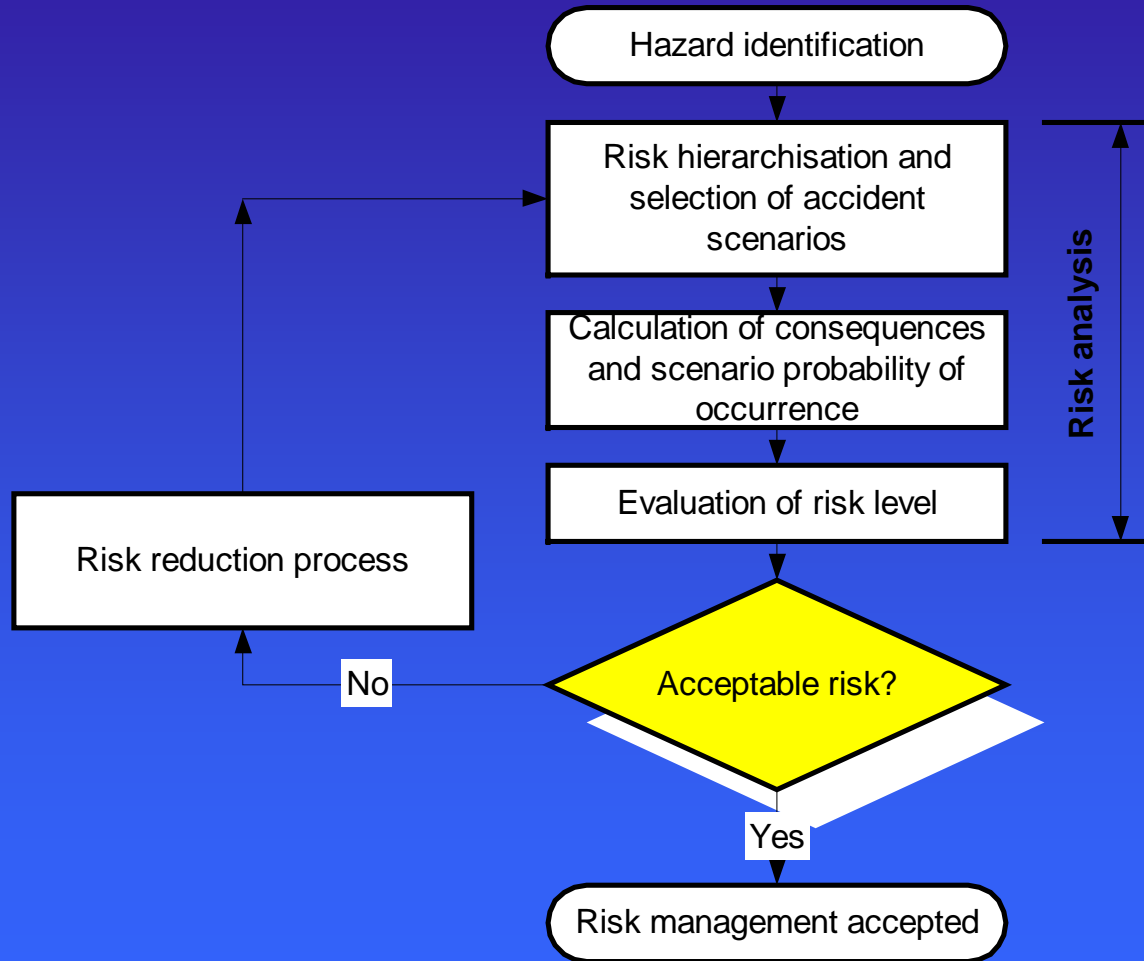 Hazard identification
Risk hierarchisation and
selection of accident
scenarios
Calculation of consequences
and scenario probability of
occurrence
Evaluation of risk level
Risk analysis
Risk reduction process
Acceptable risk?
No
Yes
Risk management accepted